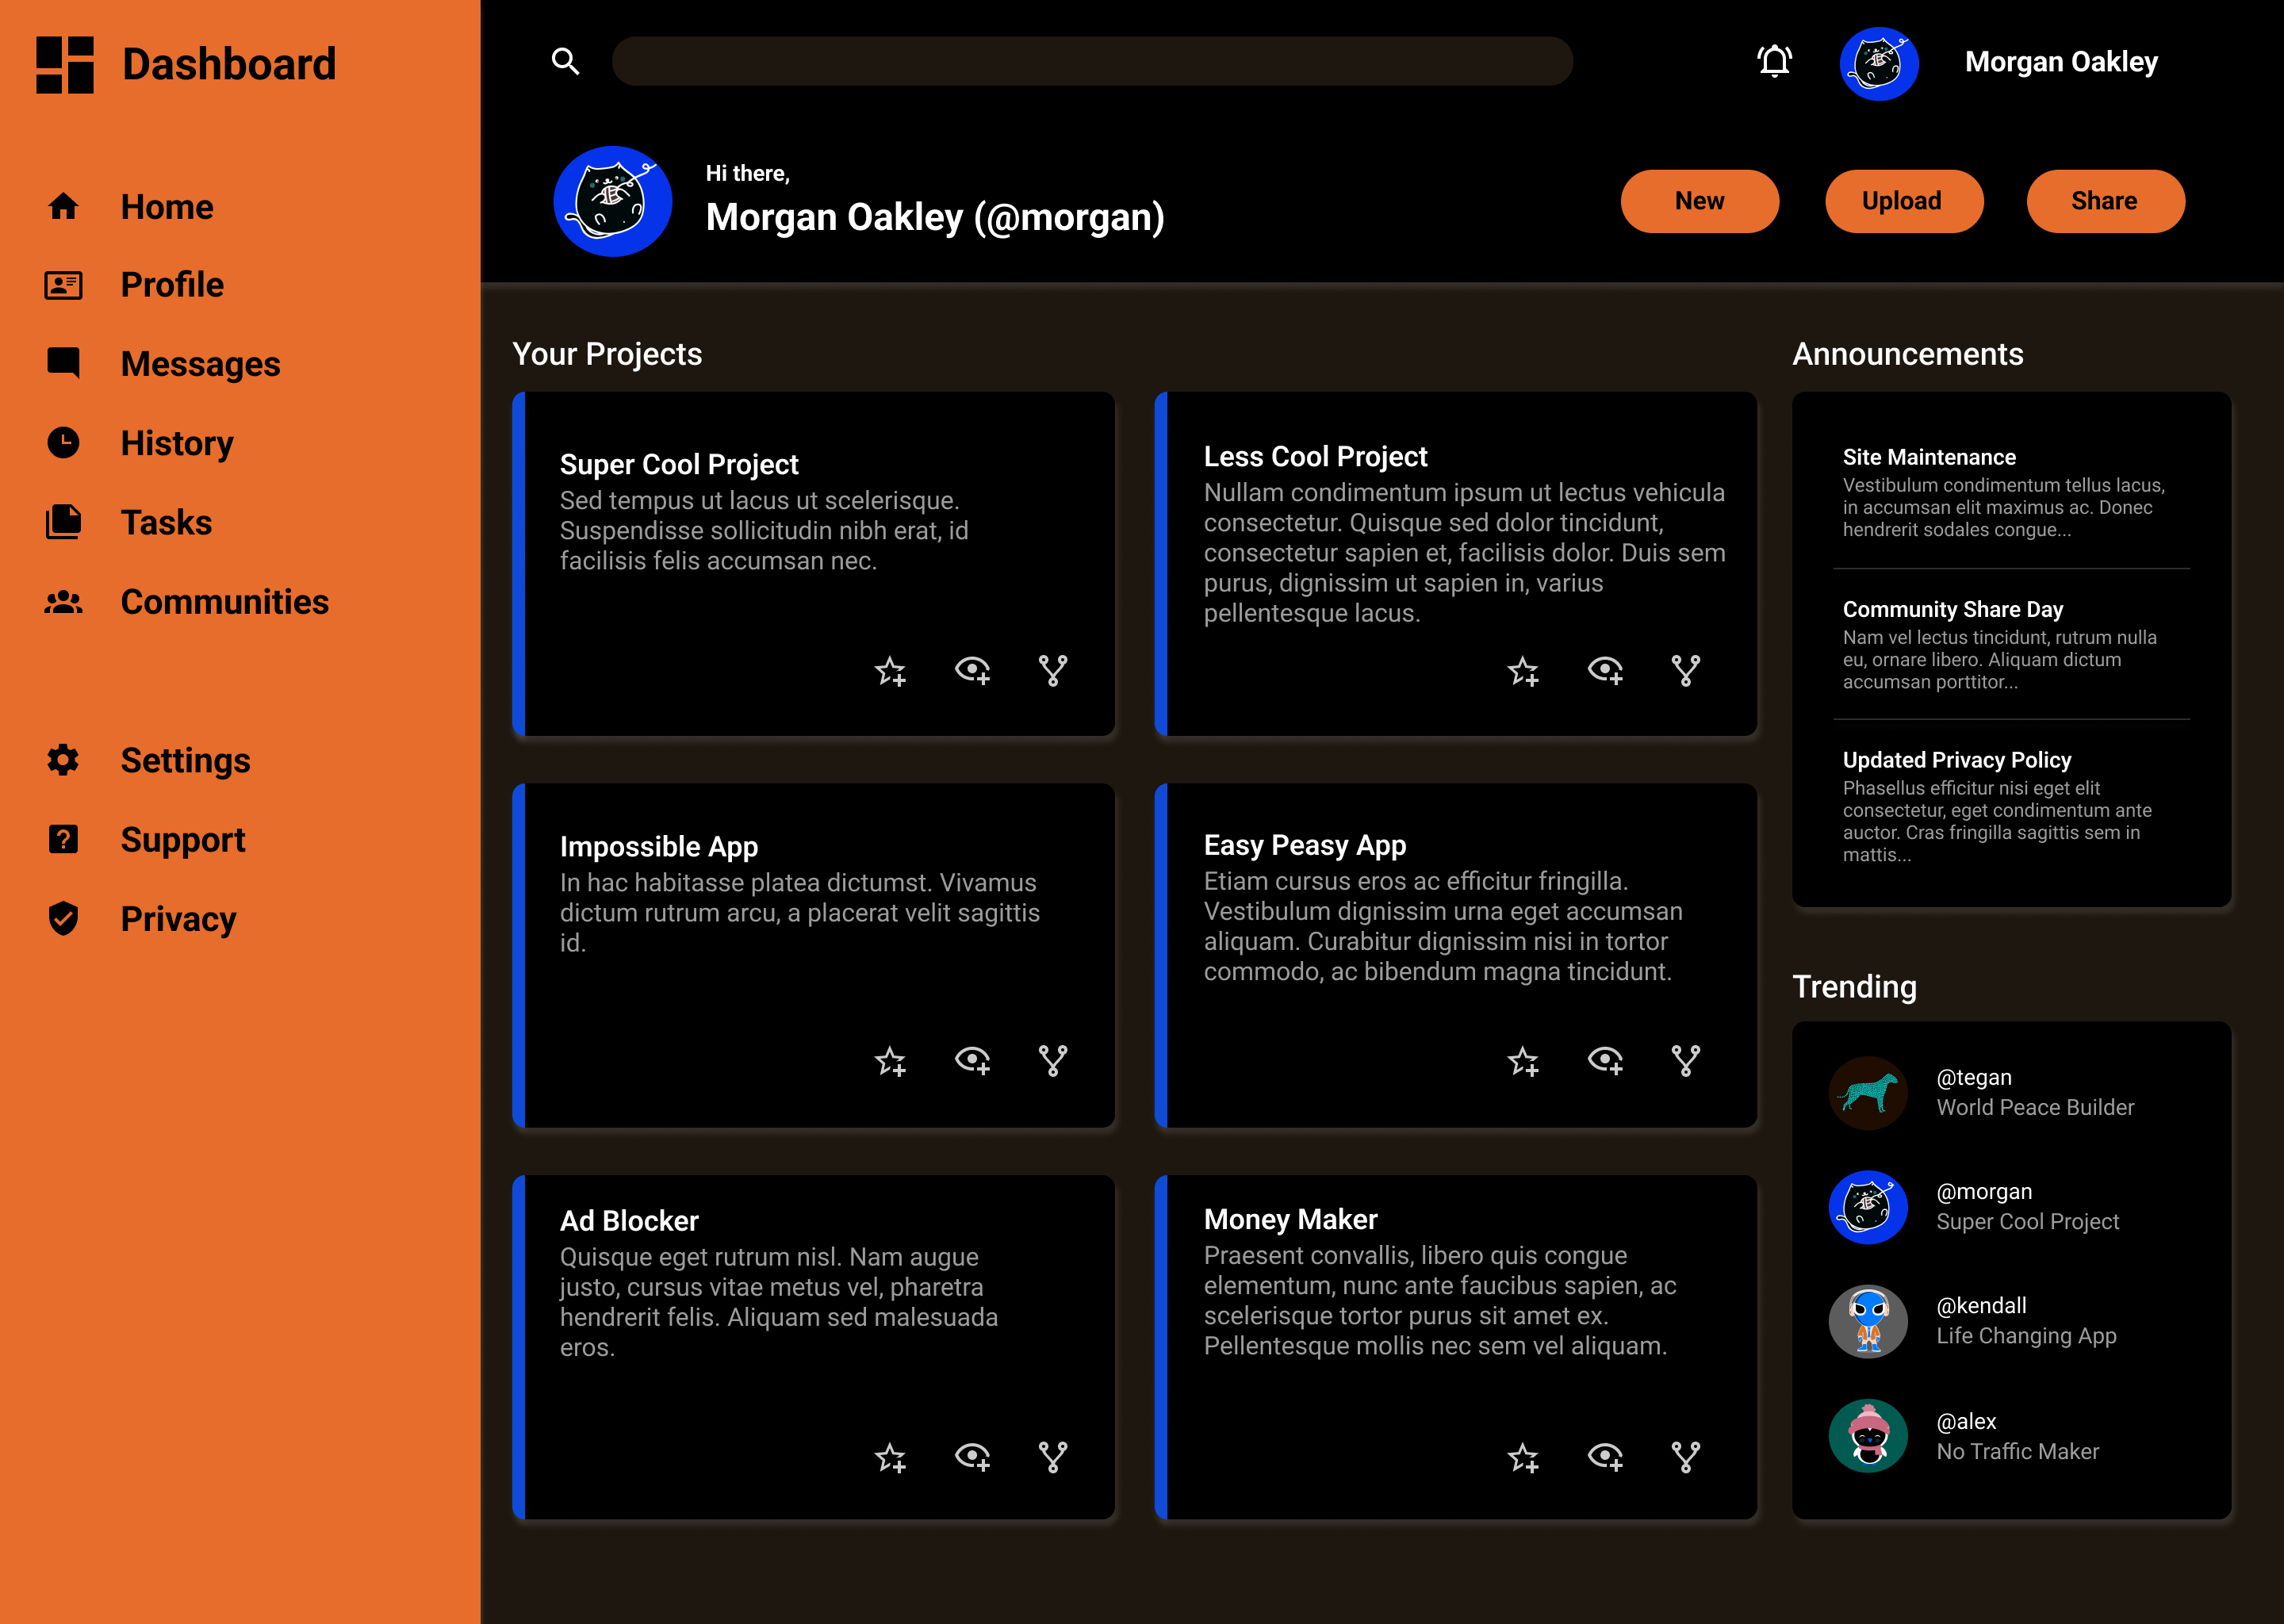 Dashboard
Home
Profile
Messages
History
Tasks
Communities
Settings
Support
Privacy
Morgan Oakley
Hi there,
Morgan Oakley (@morgan)
New
Upload
Share
Your Projects
Super Cool Project
Sed tempus ut lacus ut scelerisque.
Suspendisse sollicitudin nibh erat, id
facilisis felis accumsan nec.
Less Cool Project
Nullam condimentum ipsum ut lectus vehicula
consectetur. Quisque sed dolor tincidunt,
consectetur sapien et, facilisis dolor. Duis sem
purus, dignissim ut sapien in, varius
pellentesque lacus.
Impossible App
In hac habitasse platea dictumst. Vivamus
dictum rutrum arcu, a placerat velit sagittis
id.
Easy Peasy App
Etiam cursus eros ac efficitur fringilla.
Vestibulum dignissim urna eget accumsan
aliquam. Curabitur dignissim nisi in tortor
commodo, ac bibendum magna tincidunt.
Ad Blocker
Quisque eget rutrum nisl. Nam augue
justo, cursus vitae metus vel, pharetra
hendrerit felis. Aliquam sed malesuada
eros.
Money Maker
Praesent convallis, libero quis congue
elementum, nunc ante faucibus sapien, ac
scelerisque tortor purus sit amet ex.
Pellentesque mollis nec sem vel aliquam.
Announcements
Site Maintenance
Vestibulum condimentum tellus lacus,
in accumsan elit maximus ac. Donec
hendrerit sodales congue...
Community Share Day
Nam vel lectus tincidunt, rutrum nulla
eu, ornare libero. Aliquam dictum
accumsan porttitor...
Updated Privacy Policy
Phasellus efficitur nisi eget elit
consectetur, eget condimentum ante
auctor. Cras fringilla sagittis sem in
mattis...
Trending
@tegan
World Peace Builder
@morgan
Super Cool Project
@kendall
Life Changing App
@alex
No Traffic Maker